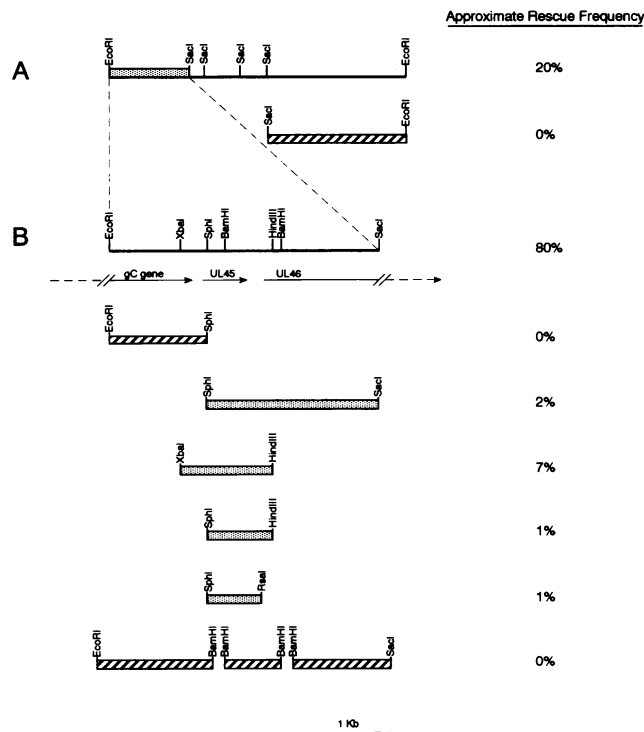 Approximate Rescue Frequency
A
EcoRI
SacI
SacI
SacI
SacI
EcoRI
20%
SacI
EcoRI
0%
B
EcoRI
XbaI
SphI
BamHI
HindIII
BamHI
SacI
80%
gC gene
UL45
UL46
EcoRI
SphI
0%
SphI
SacI
2%
XbaI
HindIII
7%
SphI
HindIII
1%
SphI
RsaI
1%
EcoRI
BamHI
BamHI
BamHI
BamHI
SacI
0%
1 Kb